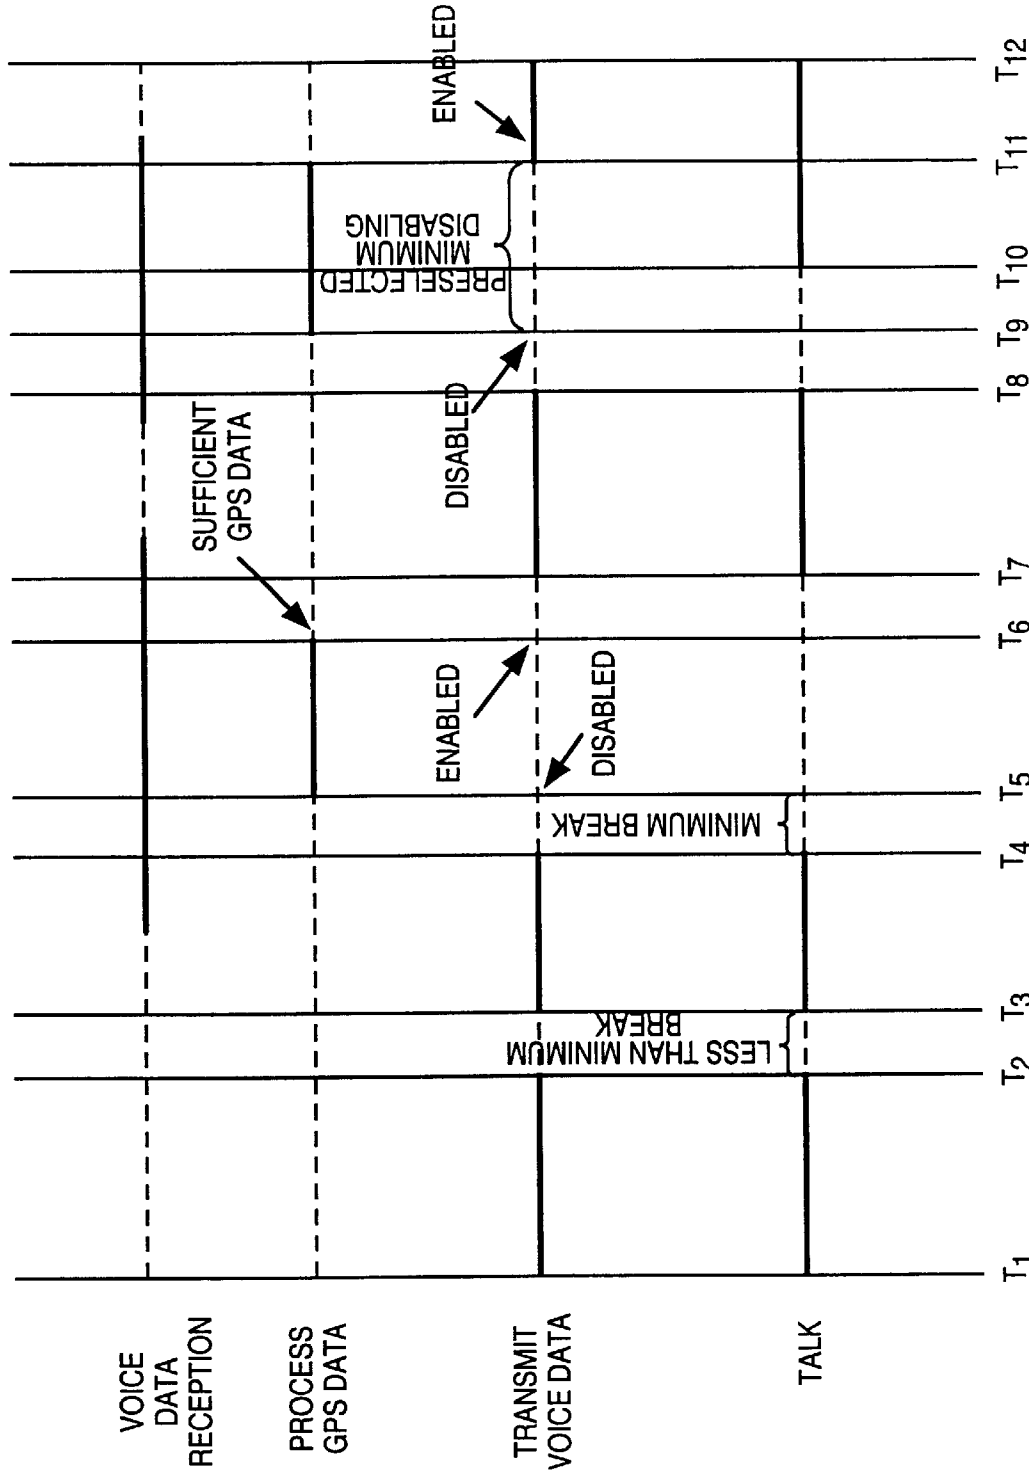 VOICE
DATA
RECEPTION
PROCESS
GPS DATA
TRANSMIT
VOICE DATA
TALK
SUFFICIENT
GPS DATA
ENABLED
DISABLED
DISABLED
ENABLED
PRESELECTED
MINIMUM
DISABLING
LESS THAN MINIMUM
BREAK
MINIMUM BREAK
T1
T2
T3
T4
T5
T6
T7
T8
T9
T10
T11
T12